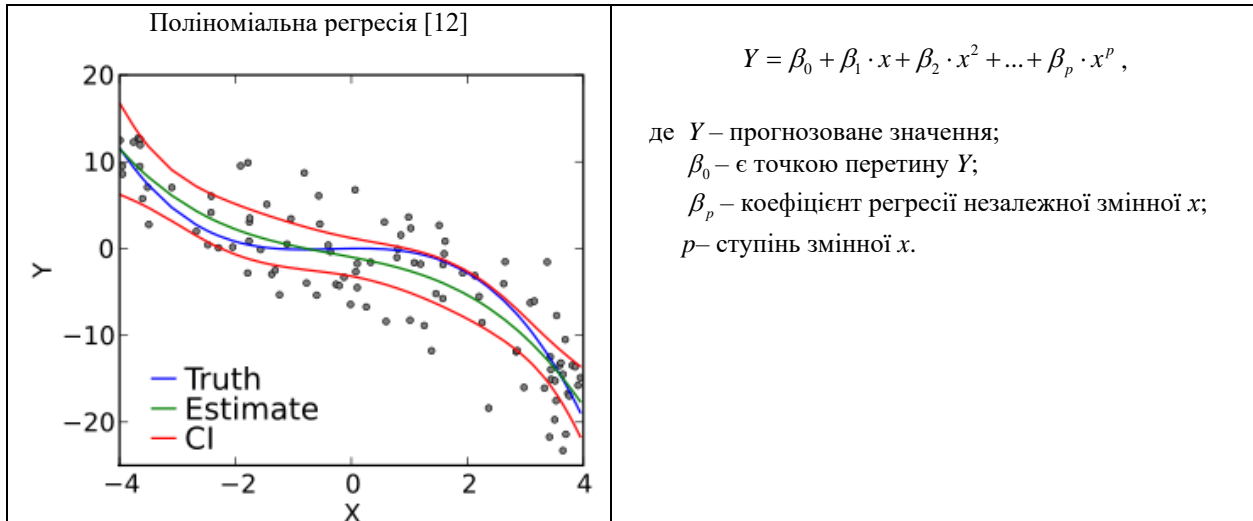 Поліноміальна регресія [12]
20
10
0
−10
−20
−4
−2
0
2
4
Y
X
Truth
Estimate
CI
Y = β₀ + β₁ · x + β₂ · x² + ... + βₚ · xᵖ ,
де Y – прогнозоване значення;
β₀ – є точкою перетину Y;
βₚ – коефіцієнт регресії незалежної змінної x;
p– ступінь змінної x.